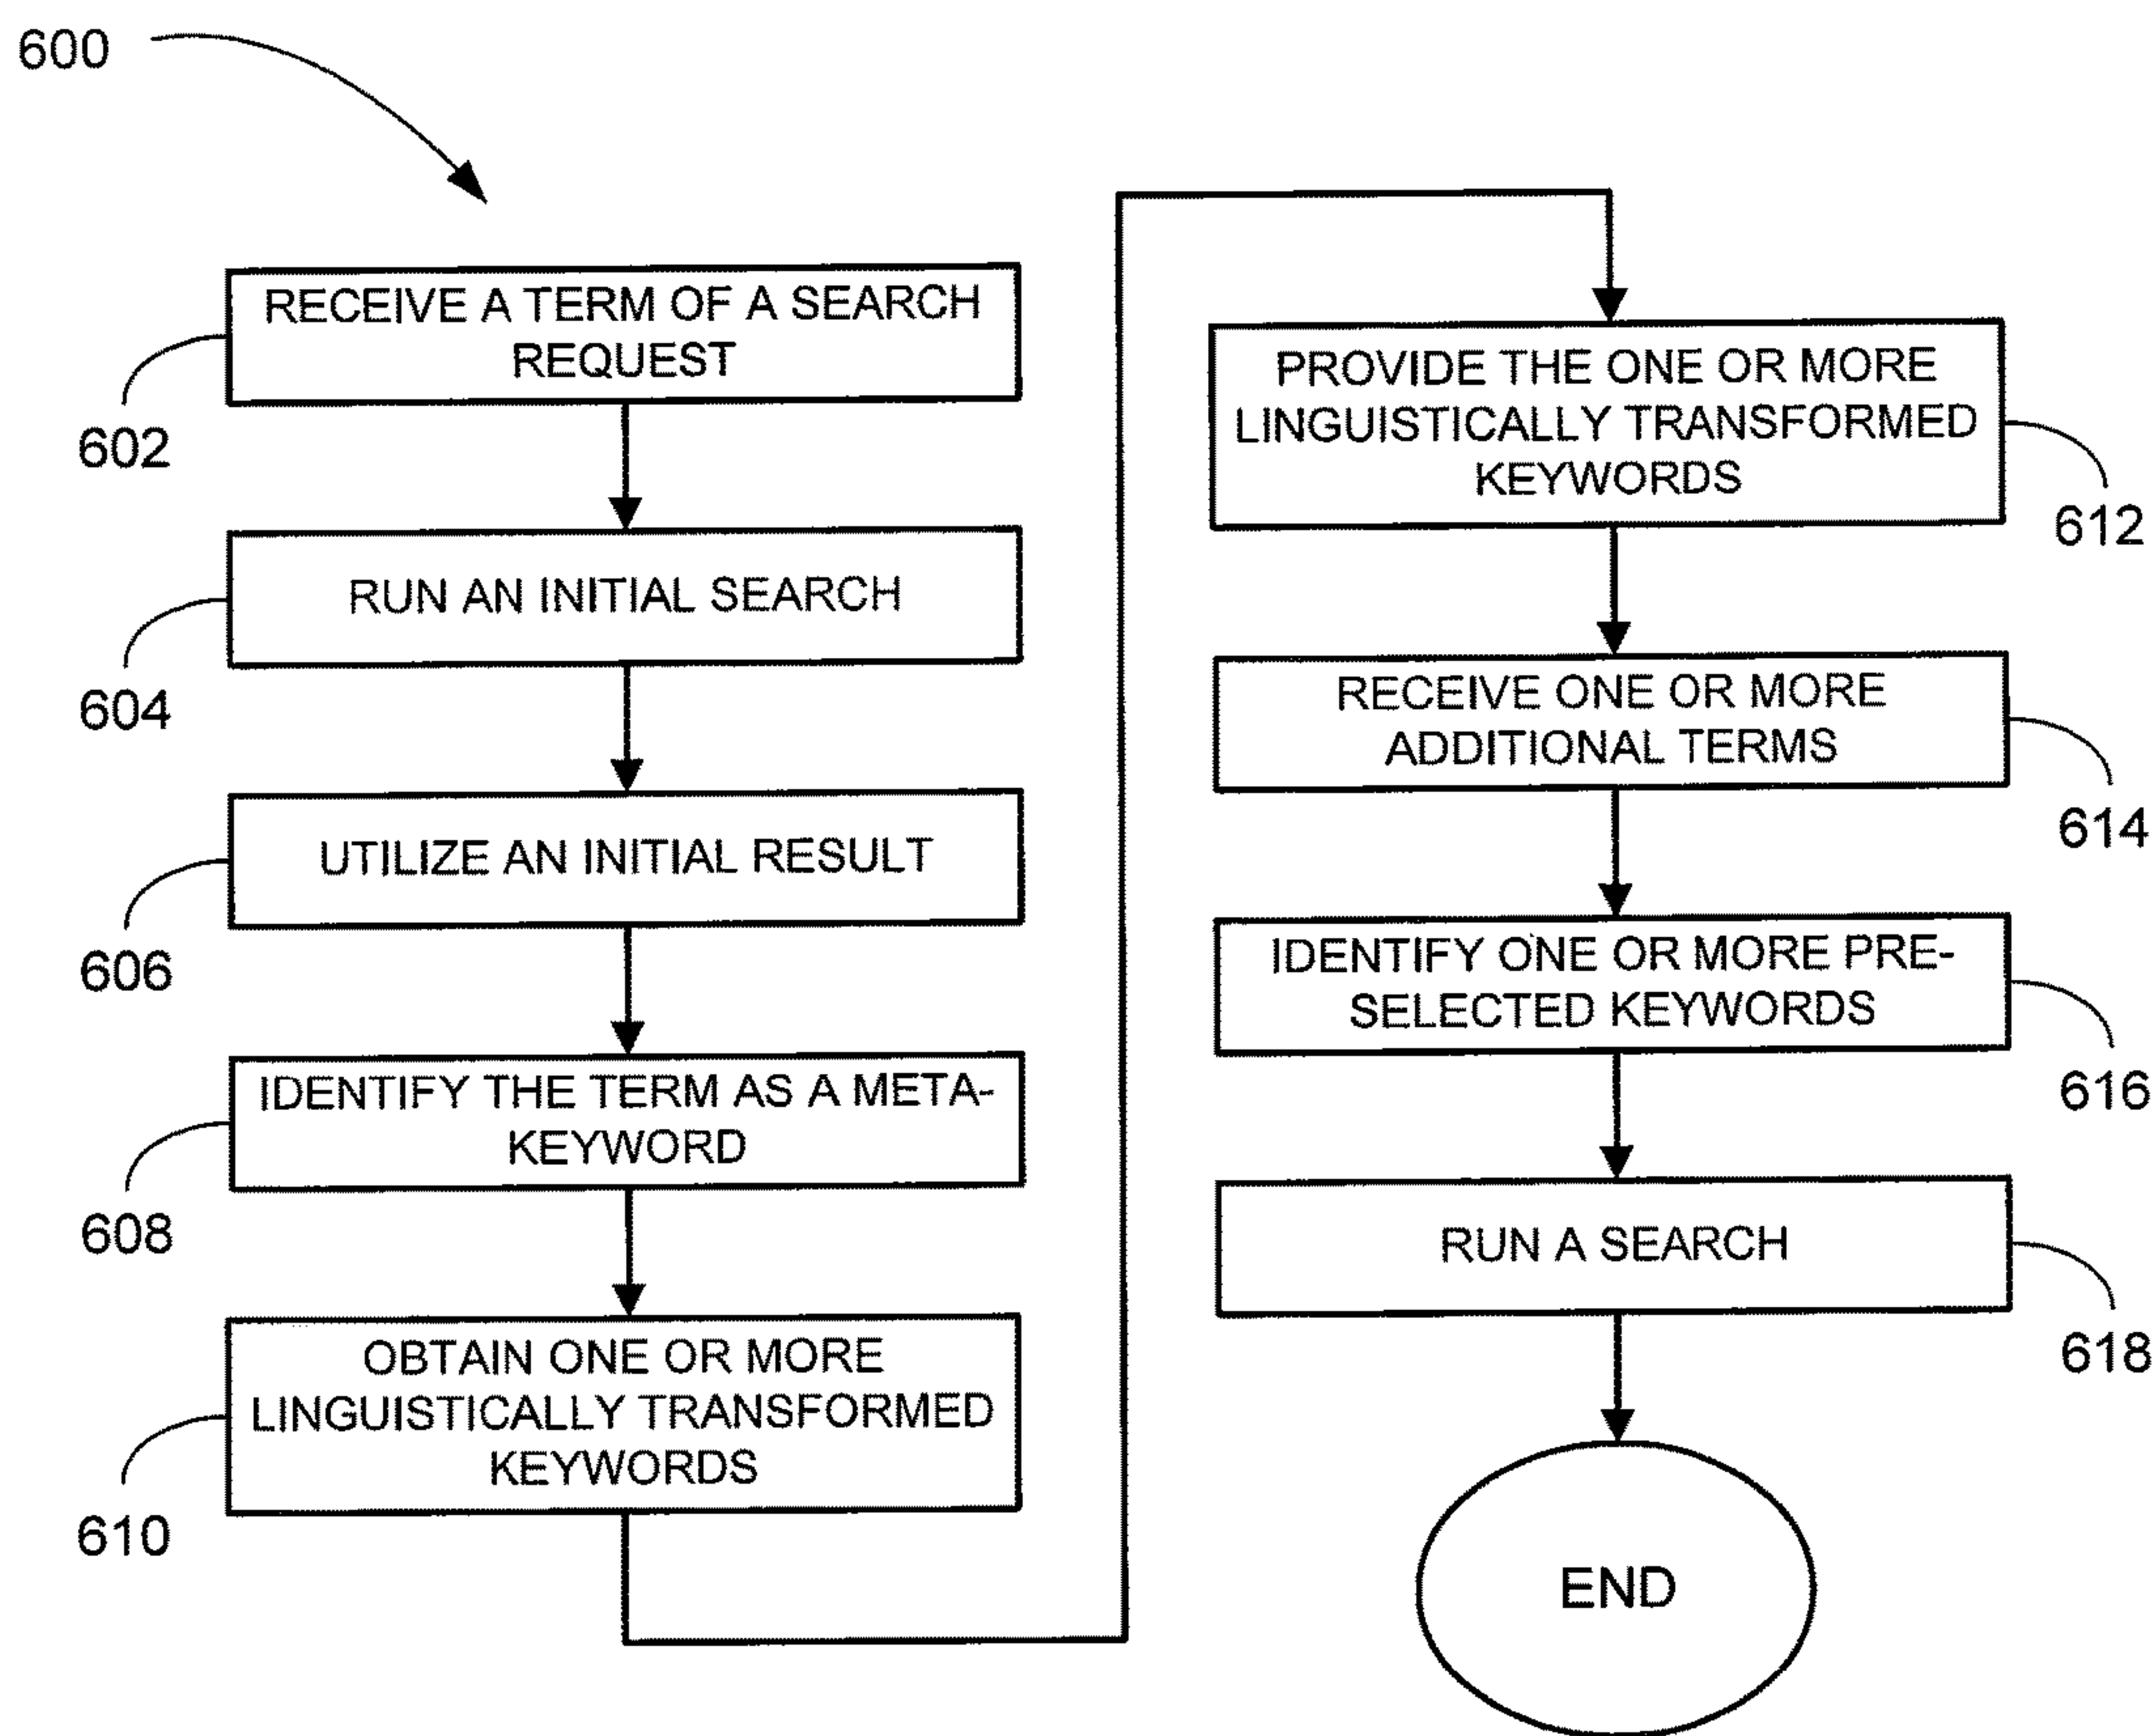 600
RECEIVE A TERM OF A SEARCH
REQUEST
602
RUN AN INITIAL SEARCH
604
UTILIZE AN INITIAL RESULT
606
IDENTIFY THE TERM AS A META-
KEYWORD
608
OBTAIN ONE OR MORE
LINGUISTICALLY TRANSFORMED
KEYWORDS
610
PROVIDE THE ONE OR MORE
LINGUISTICALLY TRANSFORMED
KEYWORDS
612
RECEIVE ONE OR MORE
ADDITIONAL TERMS
614
IDENTIFY ONE OR MORE PRE-
SELECTED KEYWORDS
616
RUN A SEARCH
618
END